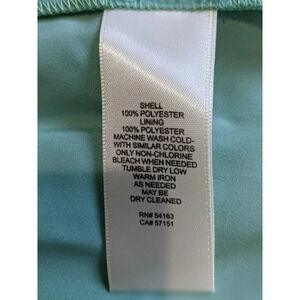 SHELL
100% POLYESTER
LINING
100% POLYESTER
MACHINE WASH COLD-
WITH SIMILAR COLORS
ONLY NON-CHLORINE
BLEACH WHEN NEEDED
TUMBLE DRY LOW
WARM IRON
AS NEEDED
MAY BE
DRY CLEANED
RN# 54163
CA# 57151